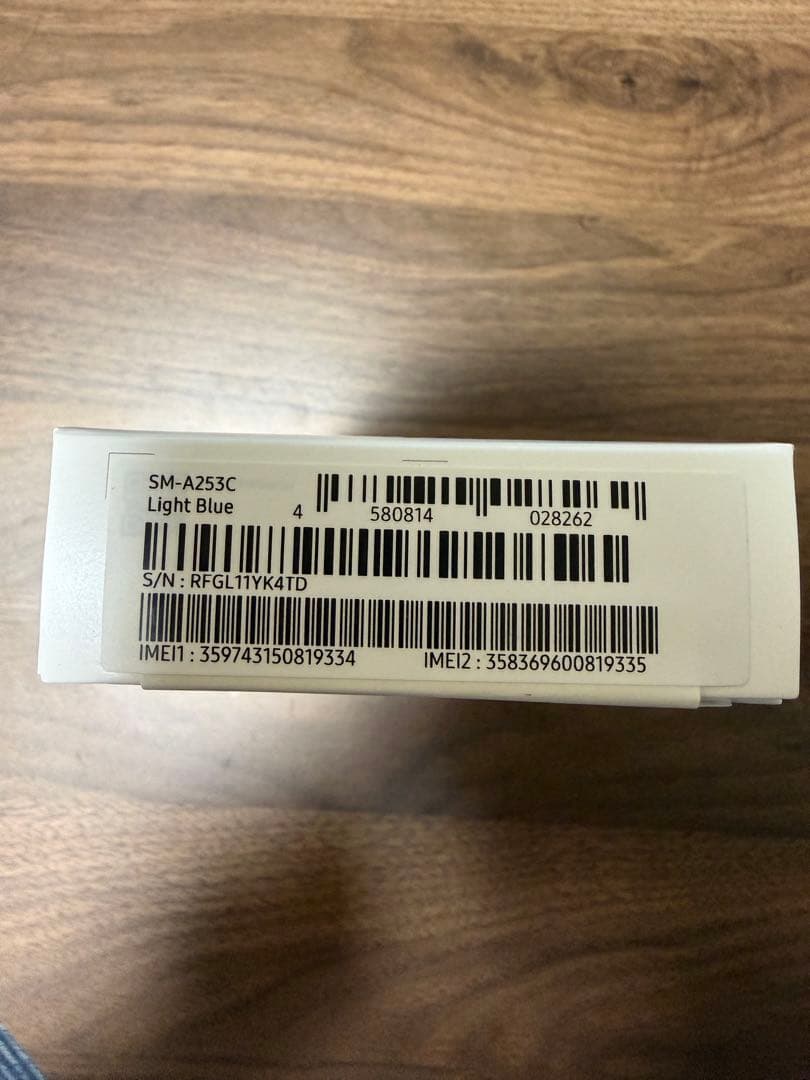 SM-A253C
Light Blue
4 580814 028262
S/N : RFGL11YK4TD
IMEI1 : 359743150819334 IMEI2 : 358369600819335